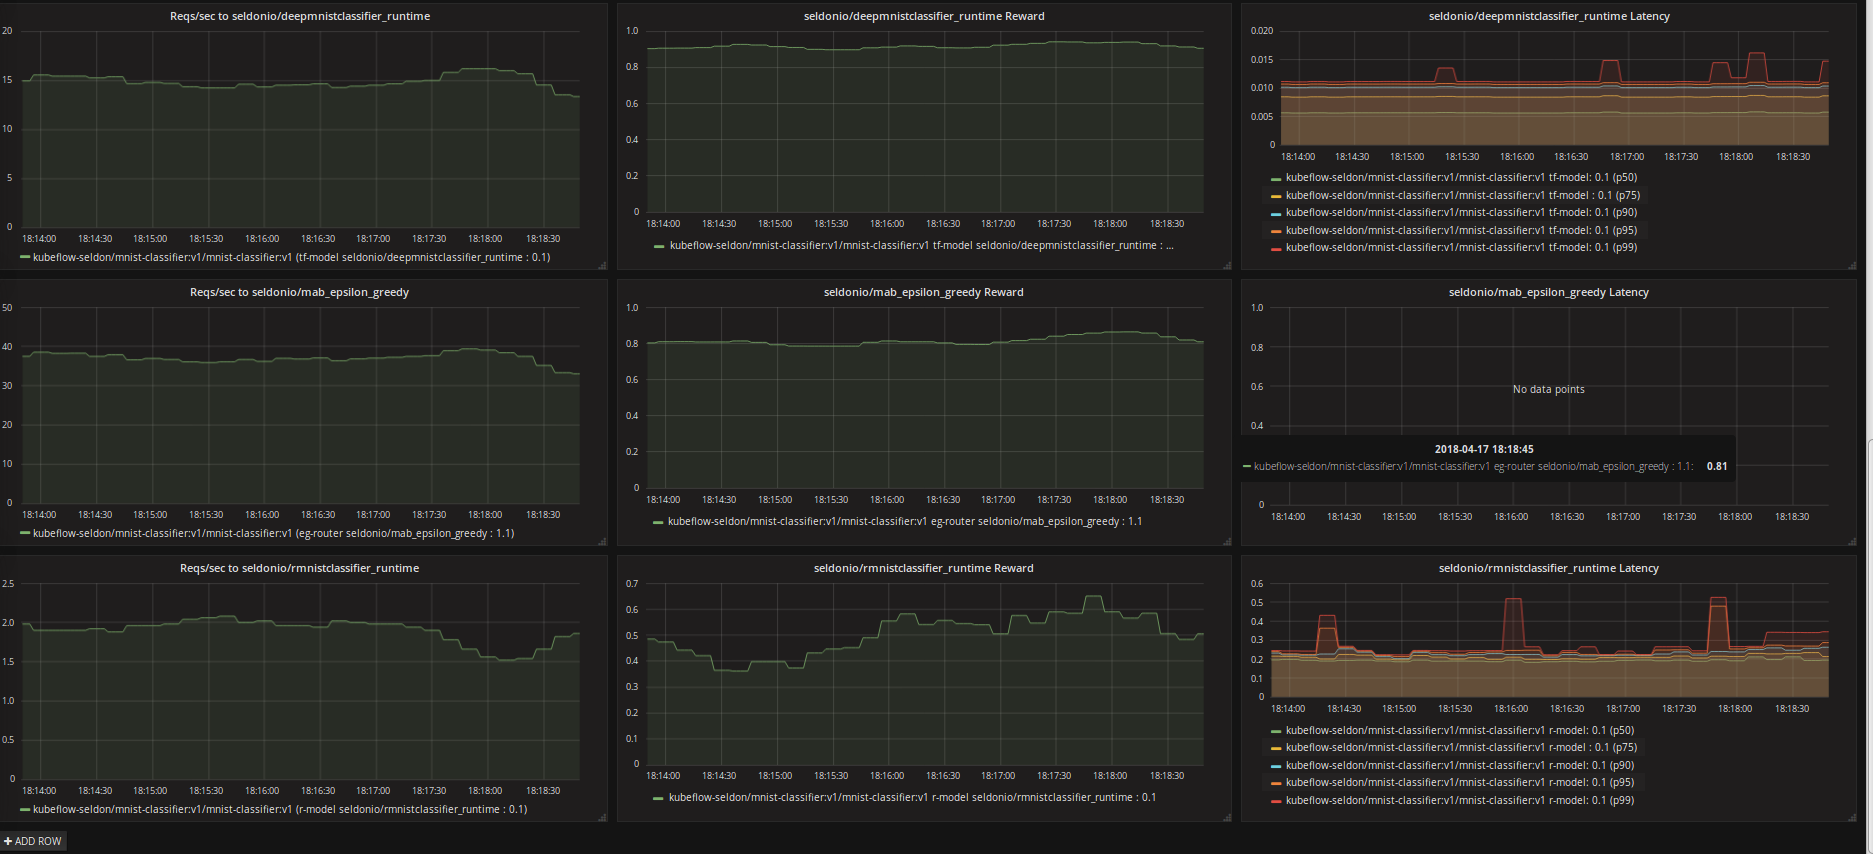 Reqs/sec to seldonio/deepmnistclassifier_runtime
20
15
10
5
0
18:14:00 18:14:30 18:15:00 18:15:30 18:16:00 18:16:30 18:17:00 18:17:30 18:18:00 18:18:30
kubeflow-seldon/mnist-classifier:v1/mnist-classifier:v1 (tf-model seldonio/deepmnistclassifier_runtime : 0.1)
seldonio/deepmnistclassifier_runtime Reward
1.0
0.8
0.6
0.4
0.2
0
18:14:00 18:14:30 18:15:00 18:15:30 18:16:00 18:16:30 18:17:00 18:17:30 18:18:00 18:18:30
kubeflow-seldon/mnist-classifier:v1/mnist-classifier:v1 tf-model seldonio/deepmnistclassifier_runtime : ...
seldonio/deepmnistclassifier_runtime Latency
0.020
0.015
0.010
0.005
0
18:14:00 18:14:30 18:15:00 18:15:30 18:16:00 18:16:30 18:17:00 18:17:30 18:18:00 18:18:30
kubeflow-seldon/mnist-classifier:v1/mnist-classifier:v1 tf-model: 0.1 (p50)
kubeflow-seldon/mnist-classifier:v1/mnist-classifier:v1 tf-model : 0.1 (p75)
kubeflow-seldon/mnist-classifier:v1/mnist-classifier:v1 tf-model: 0.1 (p90)
kubeflow-seldon/mnist-classifier:v1/mnist-classifier:v1 tf-model: 0.1 (p95)
kubeflow-seldon/mnist-classifier:v1/mnist-classifier:v1 tf-model: 0.1 (p99)
Reqs/sec to seldonio/mab_epsilon_greedy
50
40
30
20
10
0
18:14:00 18:14:30 18:15:00 18:15:30 18:16:00 18:16:30 18:17:00 18:17:30 18:18:00 18:18:30
kubeflow-seldon/mnist-classifier:v1/mnist-classifier:v1 (eg-router seldonio/mab_epsilon_greedy : 1.1)
seldonio/mab_epsilon_greedy Reward
1.0
0.8
0.6
0.4
0.2
0
18:14:00 18:14:30 18:15:00 18:15:30 18:16:00 18:16:30 18:17:00 18:17:30 18:18:00 18:18:30
kubeflow-seldon/mnist-classifier:v1/mnist-classifier:v1 eg-router seldonio/mab_epsilon_greedy : 1.1
seldonio/mab_epsilon_greedy Latency
1.0
0.8
0.6
No data points
0.4
2018-04-17 18:18:45
kubeflow-seldon/mnist-classifier:v1/mnist-classifier:v1 eg-router seldonio/mab_epsilon_greedy : 1.1: 0.81
0
18:14:00 18:14:30 18:15:00 18:15:30 18:16:00 18:16:30 18:17:00 18:17:30 18:18:00 18:18:30
Reqs/sec to seldonio/rmnistclassifier_runtime
2.5
2.0
1.5
1.0
0.5
0
18:14:00 18:14:30 18:15:00 18:15:30 18:16:00 18:16:30 18:17:00 18:17:30 18:18:00 18:18:30
kubeflow-seldon/mnist-classifier:v1/mnist-classifier:v1 (r-model seldonio/rmnistclassifier_runtime : 0.1)
seldonio/rmnistclassifier_runtime Reward
0.7
0.6
0.5
0.4
0.3
0.2
0.1
0
18:14:00 18:14:30 18:15:00 18:15:30 18:16:00 18:16:30 18:17:00 18:17:30 18:18:00 18:18:30
kubeflow-seldon/mnist-classifier:v1/mnist-classifier:v1 r-model seldonio/rmnistclassifier_runtime : 0.1
seldonio/rmnistclassifier_runtime Latency
0.6
0.5
0.4
0.3
0.2
0.1
0
18:14:00 18:14:30 18:15:00 18:15:30 18:16:00 18:16:30 18:17:00 18:17:30 18:18:00 18:18:30
kubeflow-seldon/mnist-classifier:v1/mnist-classifier:v1 r-model: 0.1 (p50)
kubeflow-seldon/mnist-classifier:v1/mnist-classifier:v1 r-model : 0.1 (p75)
kubeflow-seldon/mnist-classifier:v1/mnist-classifier:v1 r-model: 0.1 (p90)
kubeflow-seldon/mnist-classifier:v1/mnist-classifier:v1 r-model: 0.1 (p95)
kubeflow-seldon/mnist-classifier:v1/mnist-classifier:v1 r-model: 0.1 (p99)
+ ADD ROW